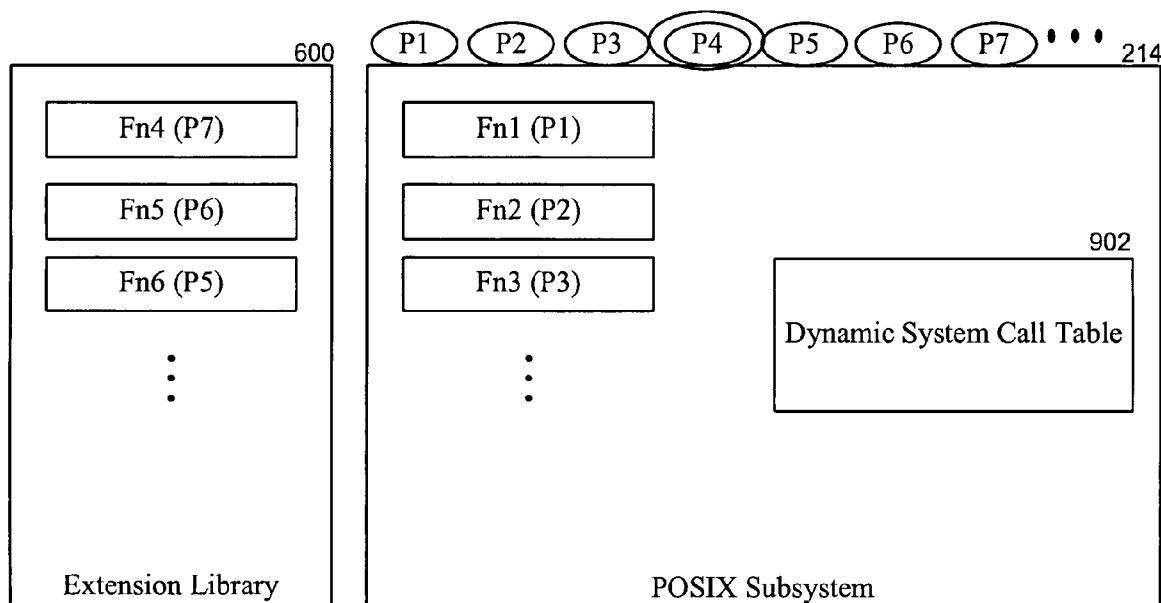 P1 P2 P3 P4 P5 P6 P7 • • •
600
214
Fn4 (P7)
Fn5 (P6)
Fn6 (P5)
Extension Library
Fn1 (P1)
Fn2 (P2)
Fn3 (P3)
902
Dynamic System Call Table
POSIX Subsystem